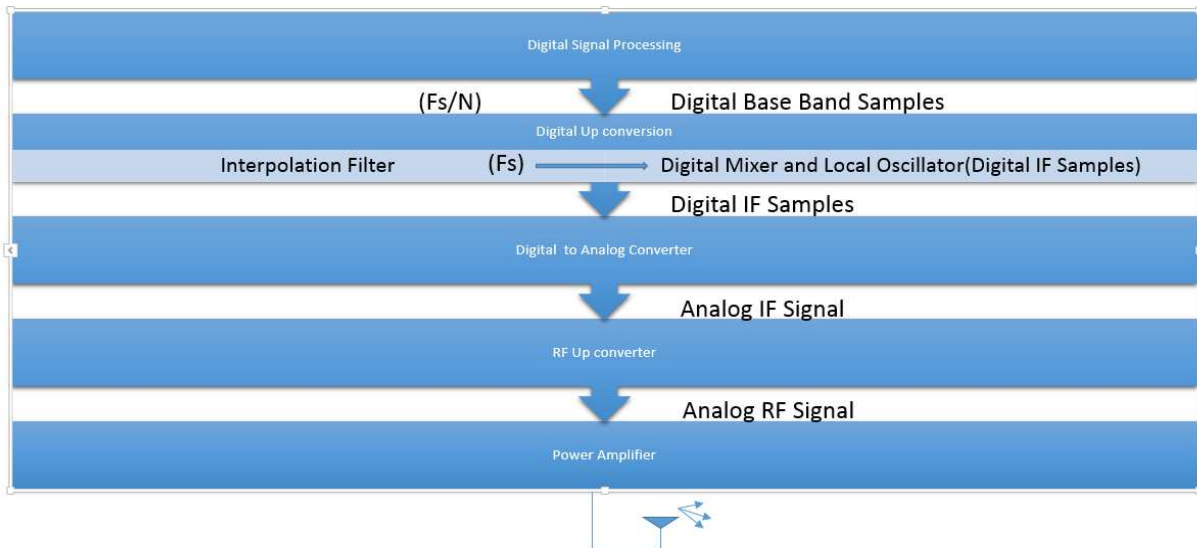 Digital Signal Processing
(Fs/N) Digital Base Band Samples
Digital Up conversion
Interpolation Filter (Fs) Digital Mixer and Local Oscillator(Digital IF Samples)
Digital IF Samples
Digital to Analog Converter
Analog IF Signal
RF Up converter
Analog RF Signal
Power Amplifier